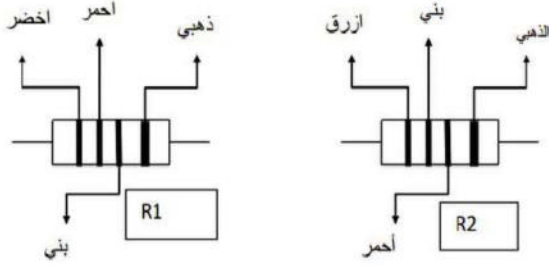 اخضر
احمر
ذهبي
بني
R1
ازرق
بني
الذهبي
أحمر
R2